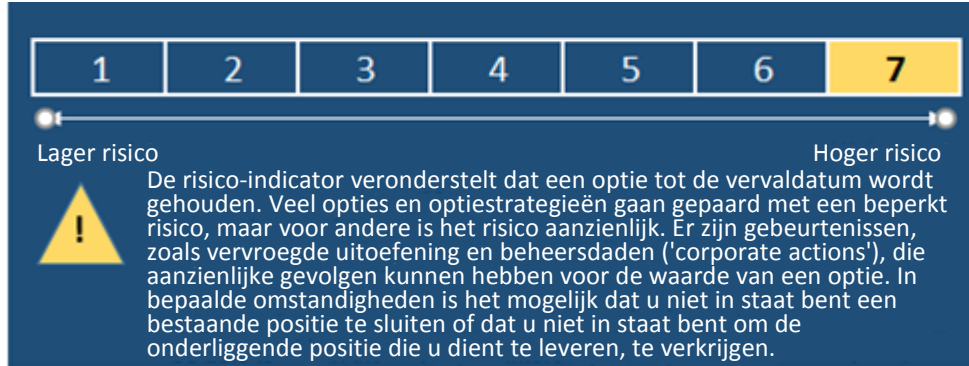 1 2 3 4 5 6 7
Lager risico Hoger risico
De risico-indicator veronderstelt dat een optie tot de vervaldatum wordt
gehouden. Veel opties en optiestrategieën gaan gepaard met een beperkt
risico, maar voor andere is het risico aanzienlijk. Er zijn gebeurtenissen,
zoals vervroegde uitoefening en beheersdaden ('corporate actions'), die
aanzienlijke gevolgen kunnen hebben voor de waarde van een optie. In
bepaalde omstandigheden is het mogelijk dat u niet in staat bent een
bestaande positie te sluiten of dat u niet in staat bent om de
onderliggende positie die u dient te leveren, te verkrijgen.
!